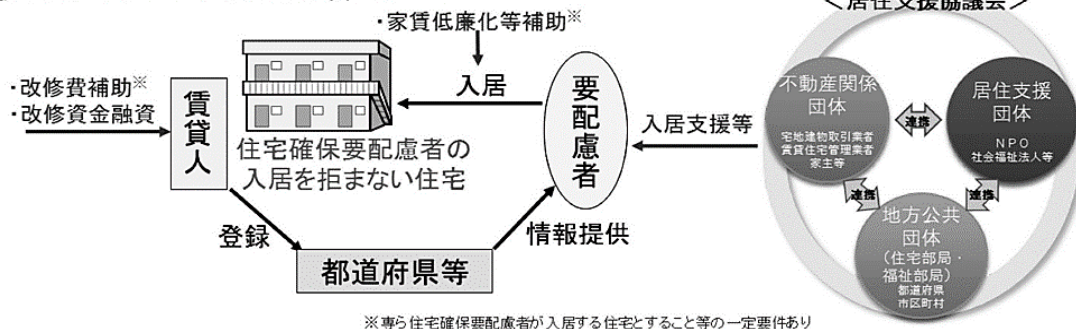 <居住支援協議会>
・家賃低廉化等補助※
・改修費補助※
・改修資金融資
賃貸人
入居
要配慮者
住宅確保要配慮者の
入居を拒まない住宅
登録
都道府県等
情報提供
入居支援等
不動産関係
団体
宅地建物取引業者
賃貸住宅管理業者
家主等
連携
居住支援
団体
NPO
社会福祉法人等
連携
連携
地方公共
団体
(住宅部局・
福祉部局)
都道府県
市区町村
※専ら住宅確保要配慮者が入居する住宅とすること等の一定要件あり